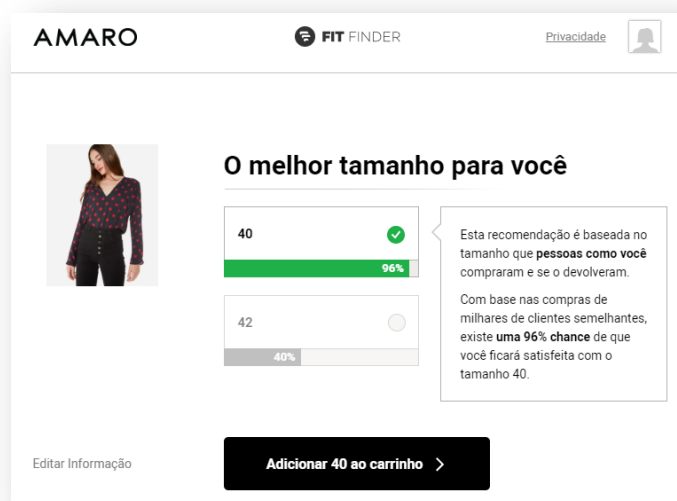 AMARO
FIT FINDER
Privacidade
O melhor tamanho para você
40
96%
42
40%
Esta recomendação é baseada no
tamanho que pessoas como você
compraram e se o devolveram.
Com base nas compras de
milhares de clientes semelhantes,
existe uma 96% chance de que
você ficará satisfeita com o
tamanho 40.
Editar Informação
Adicionar 40 ao carrinho